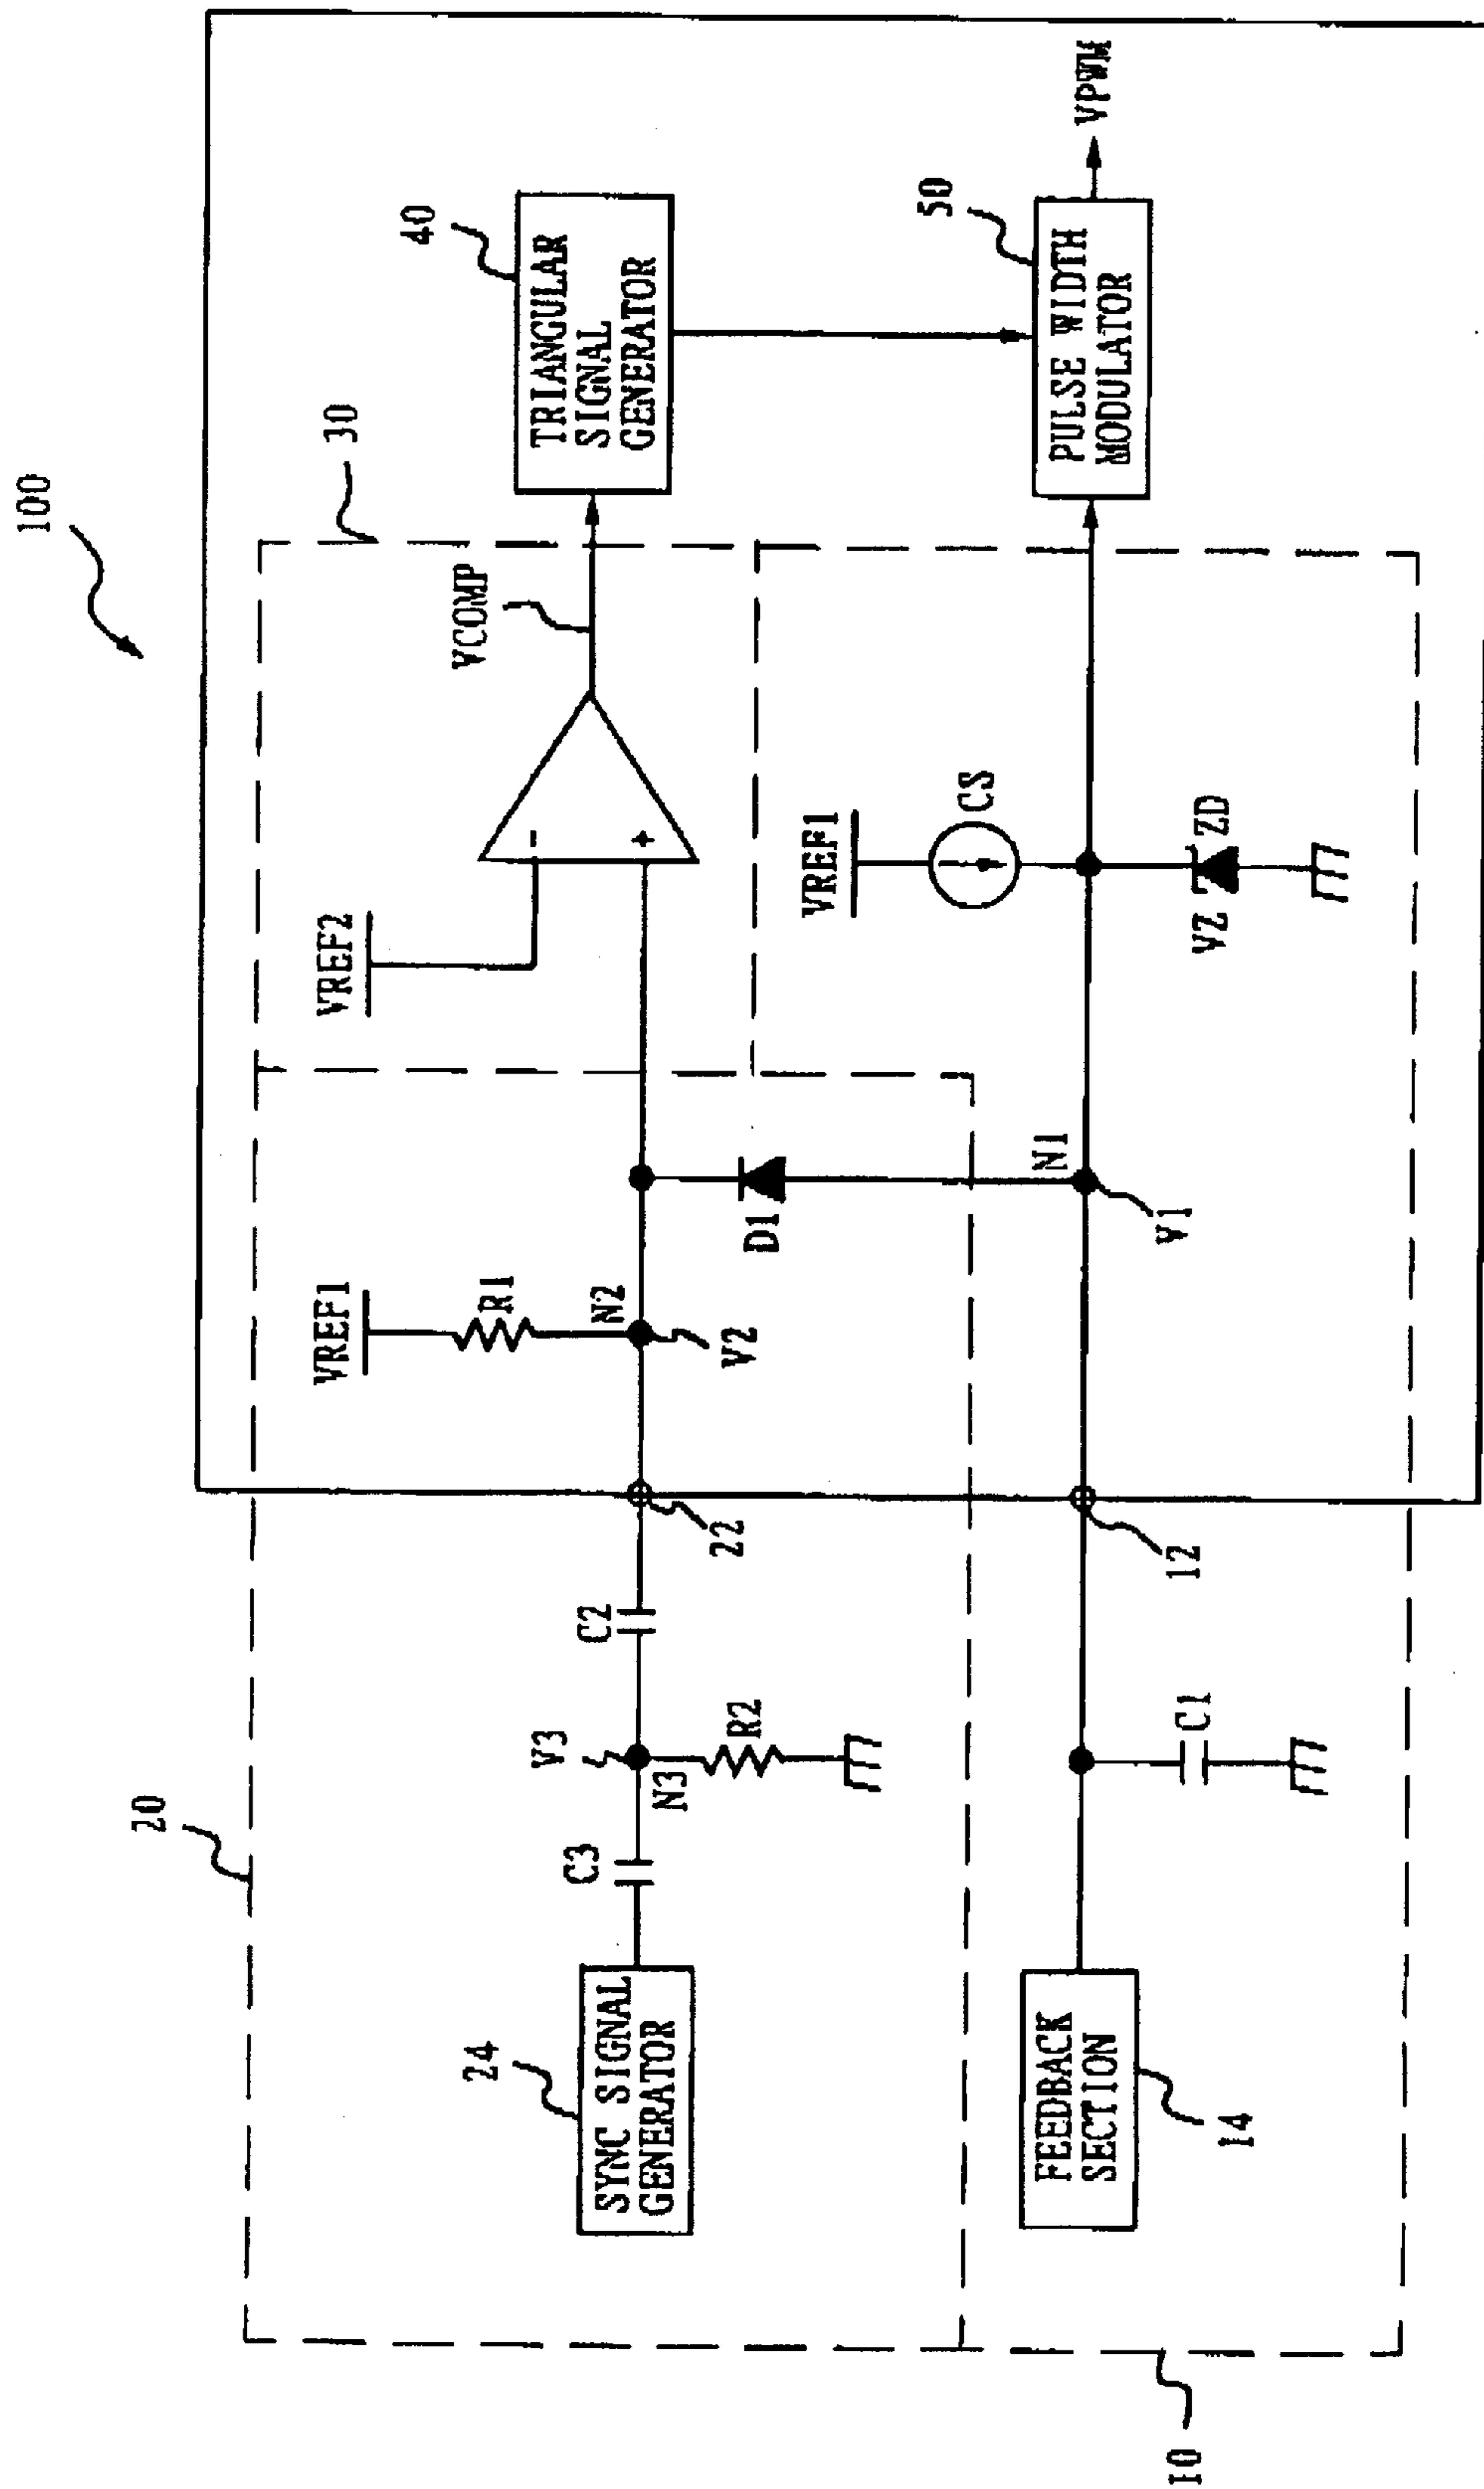 100
20
30
VREF2
VREF1
R1
VCOMP
40
TRIANGULAR
SIGNAL
GENERATOR
24
SYNC SIGNAL
GENERATOR
C3
V3
N3
R2
C2
22
N2
V2
D1
-
+
VREF1
CS
50
PULSE WIDTH
MODULATOR
VPWM
FEEDBACK
SECTION
14
C1
12
N1
V1
VZ
ZD
10